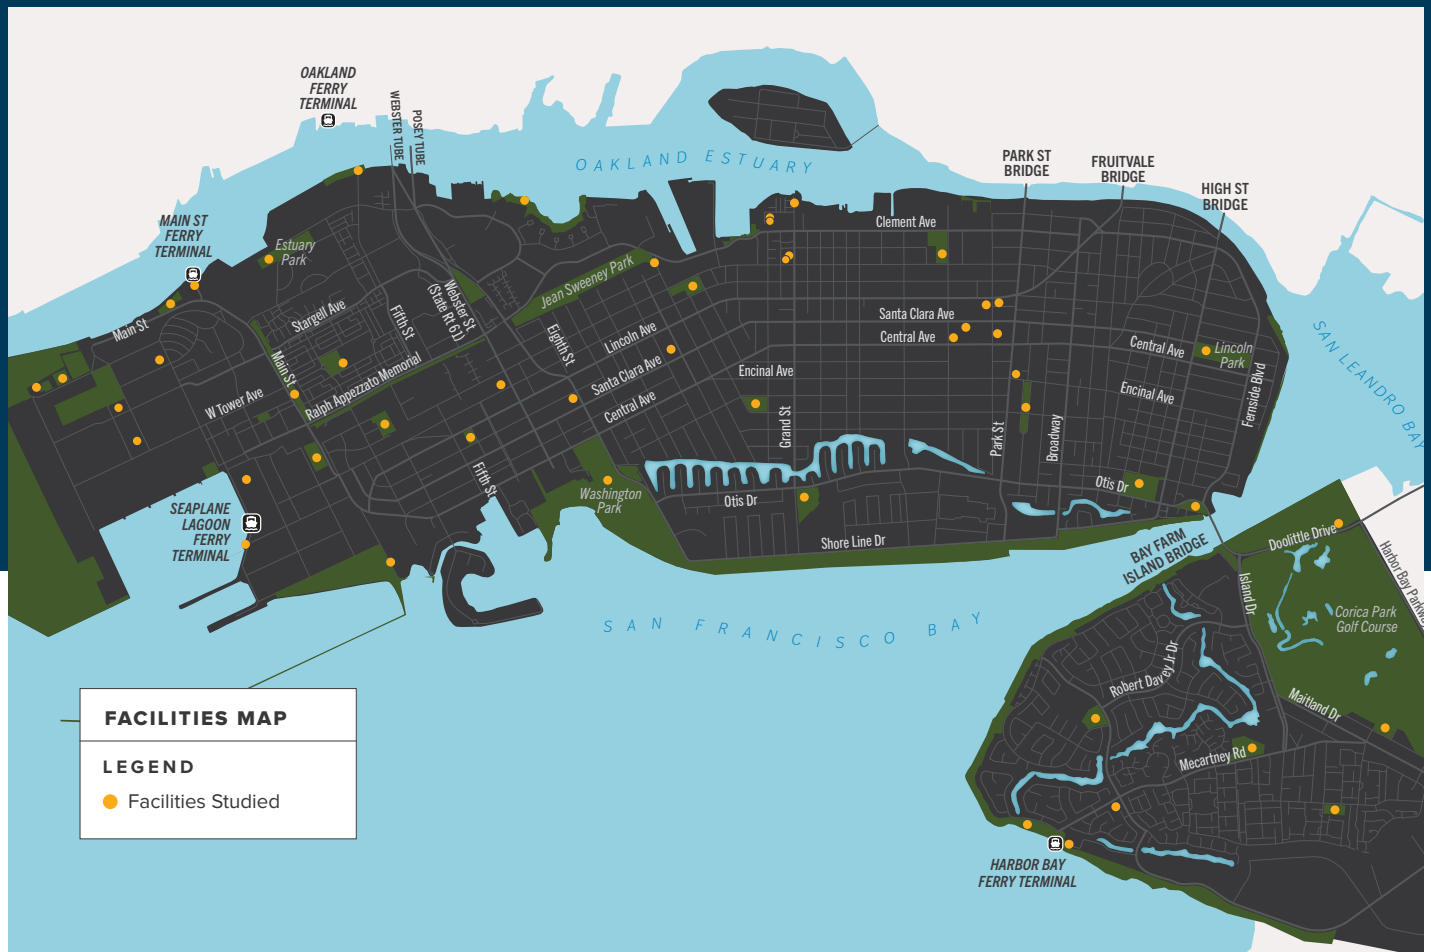 OAKLAND
FERRY
TERMINAL
WEBSTER TUBE
POSEY TUBE
OAKLAND ESTUARY
PARK ST
BRIDGE
FRUITVALE
BRIDGE
HIGH ST
BRIDGE
MAIN ST
FERRY
TERMINAL
Estuary
Park
Clement Ave
Jean Sweeney Park
Webster St
(State Rt 61)
Stargell Ave
Fifth St
Main St
Main St
Eighth St
Lincoln Ave
Santa Clara Ave
Central Ave
Santa Clara Ave
Central Ave
Central Ave
Lincoln
Park
SAN LEANDRO BAY
Ralph Appezzato Memorial
W Tower Ave
Encinal Ave
Encinal Ave
Fernside Blvd
Grand St
Park St
Broadway
Fifth St
Washington
Park
Otis Dr
Otis Dr
Shore Line Dr
SEAPLANE
LAGOON
FERRY
TERMINAL
BAY FARM
ISLAND BRIDGE
Doolittle Drive
Harbor Bay Parkway
Island Dr
Corica Park
Golf Course
SAN FRANCISCO BAY
Robert Davey Jr Dr
Maitland Dr
Mecartney Rd
FACILITIES MAP
LEGEND
Facilities Studied
HARBOR BAY
FERRY TERMINAL